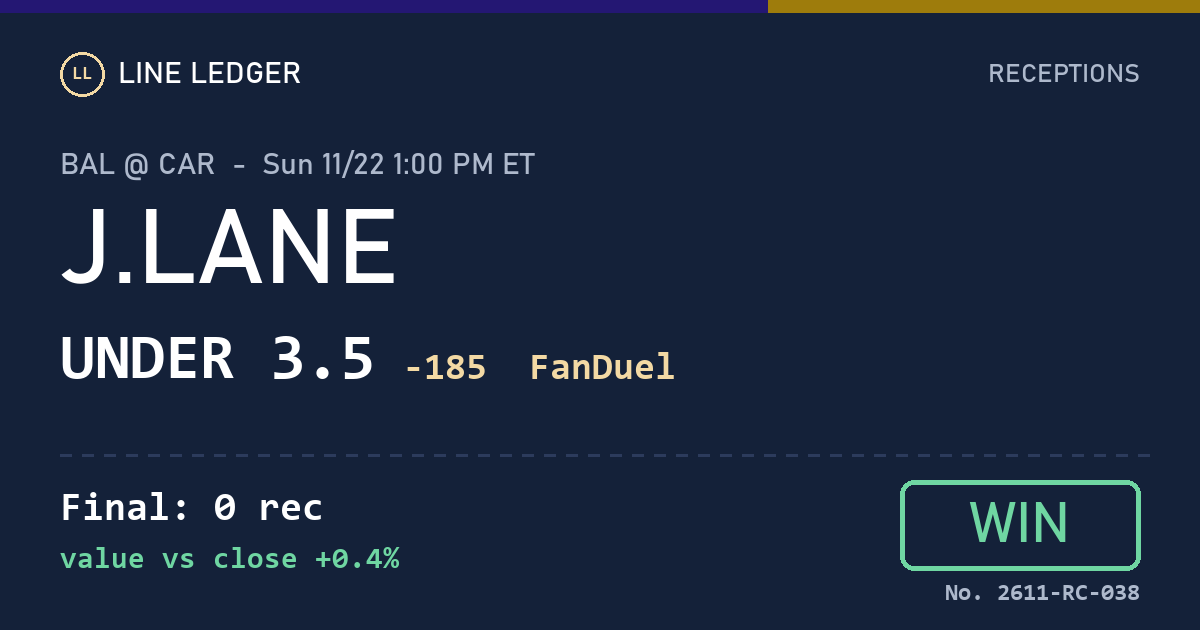 LL LINE LEDGER
RECEPTIONS
BAL @ CAR - Sun 11/22 1:00 PM ET
J.LANE
UNDER 3.5 -185 FanDuel
Final: 0 rec
WIN
value vs close +0.4%
No. 2611-RC-038